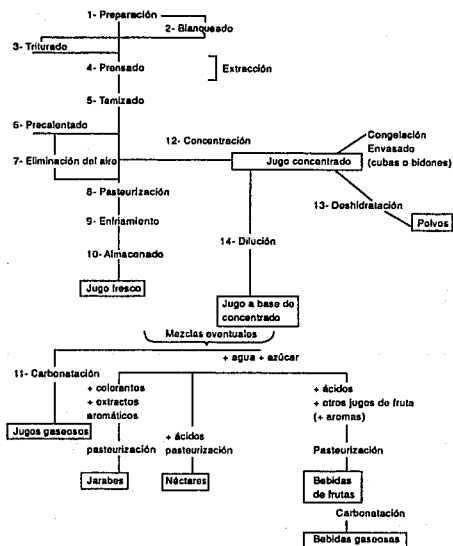 1- Preparación
2- Blanqueado
3- Triturado
4- Prensado
Extracción
5- Tamizado
6- Precalentado
12- Concentración
Congelación
Envasado
(cubas o bidones)
Jugo concentrado
7- Eliminación del aire
8- Pasteurización
13- Deshidratación
9- Enfriamiento
Polvos
10- Almacenado
14- Dilución
Jugo fresco
Jugo a base de
concentrado
Mezclas eventuales
+ agua + azúcar
11- Carbonatación
+ colorantes
+ extractos
aromáticos
+ ácidos
+ otros jugos de fruta
(+ aromas)
Jugos gaseosos
+ ácidos
pasteurización
pasteurización
Pasteurización
Jarabes
Néctares
Bebidas
de frutas
Carbonatación
Bebidas gaseosas